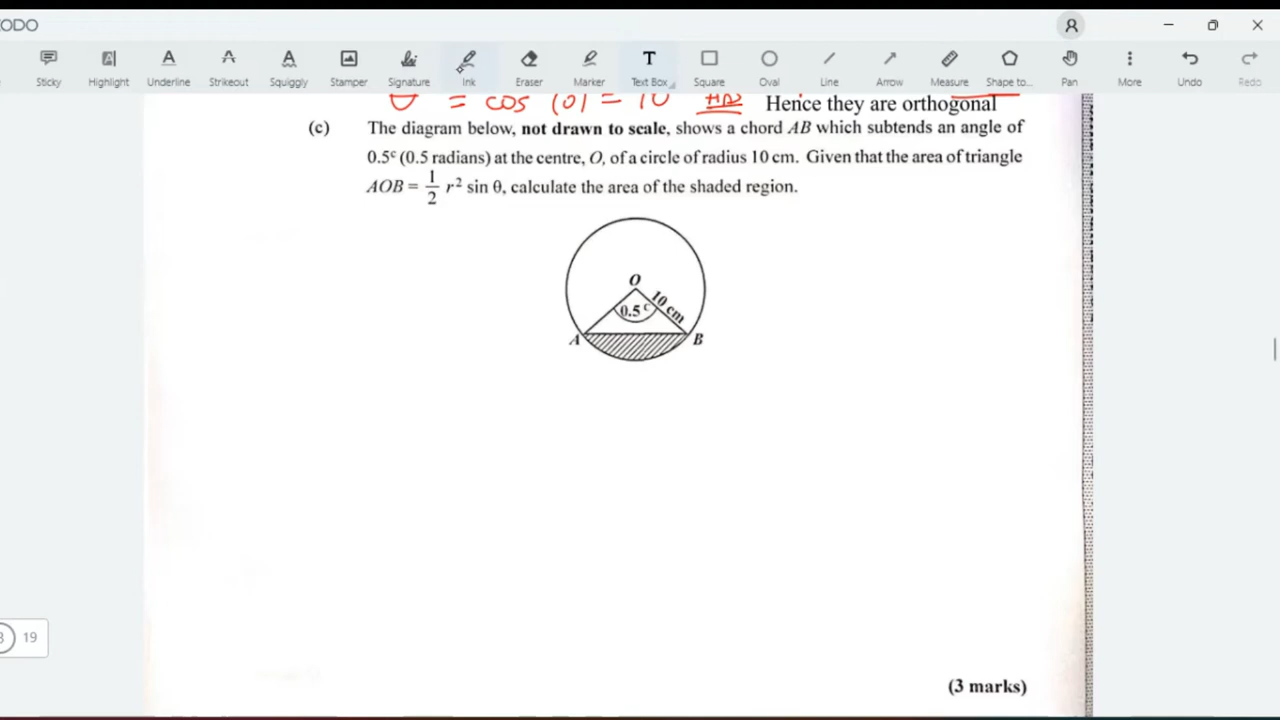 ODO
Sticky Highlight Underline Strikeout Squiggly Stamper Signature Ink Eraser Marker Text Box Square Oval Line Arrow Measure Shape to... Pan More Undo Redo
= cos (0) = Hence they are orthogonal
(c) The diagram below, not drawn to scale, shows a chord AB which subtends an angle of
0.5ᶜ (0.5 radians) at the centre, O, of a circle of radius 10 cm. Given that the area of triangle
AOB = 1/2 r² sin θ, calculate the area of the shaded region.
O
10 cm
0.5ᶜ
A B
19
(3 marks)